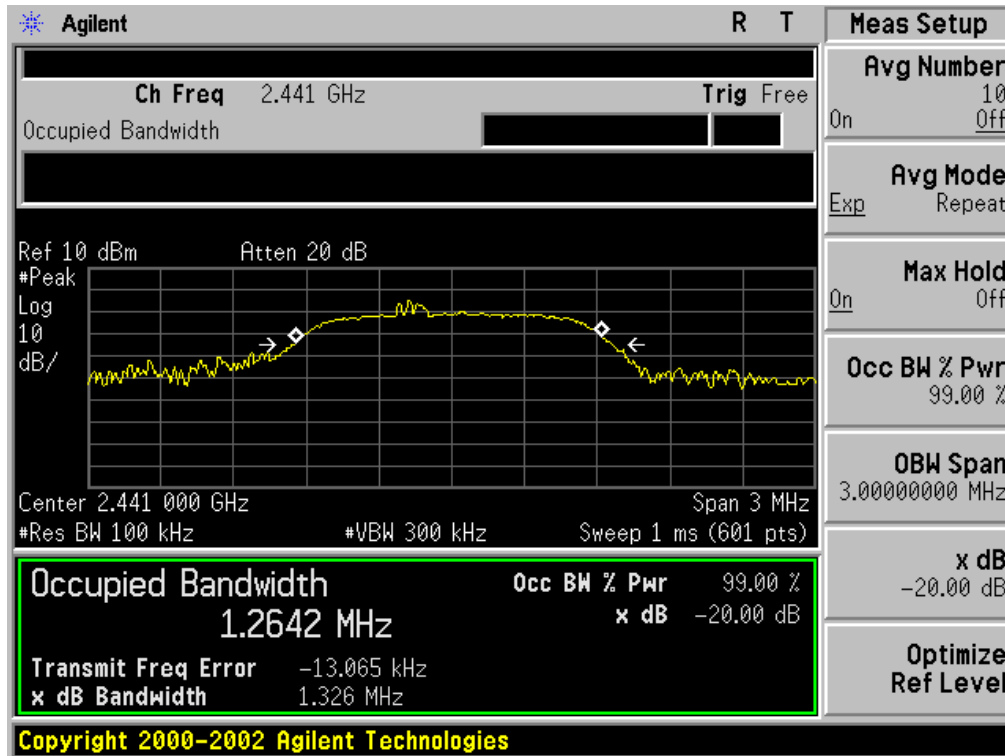 Agilent R T
Ch Freq 2.441 GHz Trig Free
Occupied Bandwidth
Ref 10 dBm Atten 20 dB
#Peak
Log
10
dB/
Center 2.441 000 GHz Span 3 MHz
#Res BW 100 kHz #VBW 300 kHz Sweep 1 ms (601 pts)
Occupied Bandwidth Occ BW % Pwr 99.00 %
1.2642 MHz x dB -20.00 dB
Transmit Freq Error -13.065 kHz
x dB Bandwidth 1.326 MHz
Copyright 2000-2002 Agilent Technologies
Meas Setup
Avg Number
10
On Off
Avg Mode
Exp Repeat
Max Hold
On Off
Occ BW % Pwr
99.00 %
OBW Span
3.00000000 MHz
x dB
-20.00 dB
Optimize
Ref Level